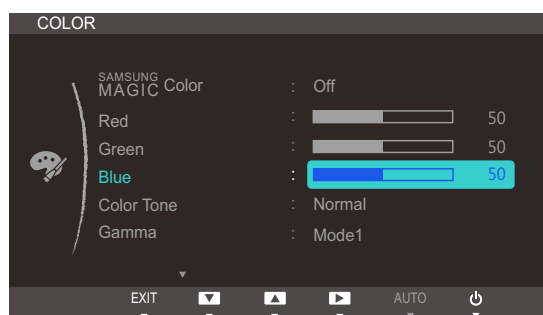 COLOR
SAMSUNG MAGIC Color : Off
Red : 50
Green : 50
Blue : 50
Color Tone : Normal
Gamma : Mode1
EXIT AUTO